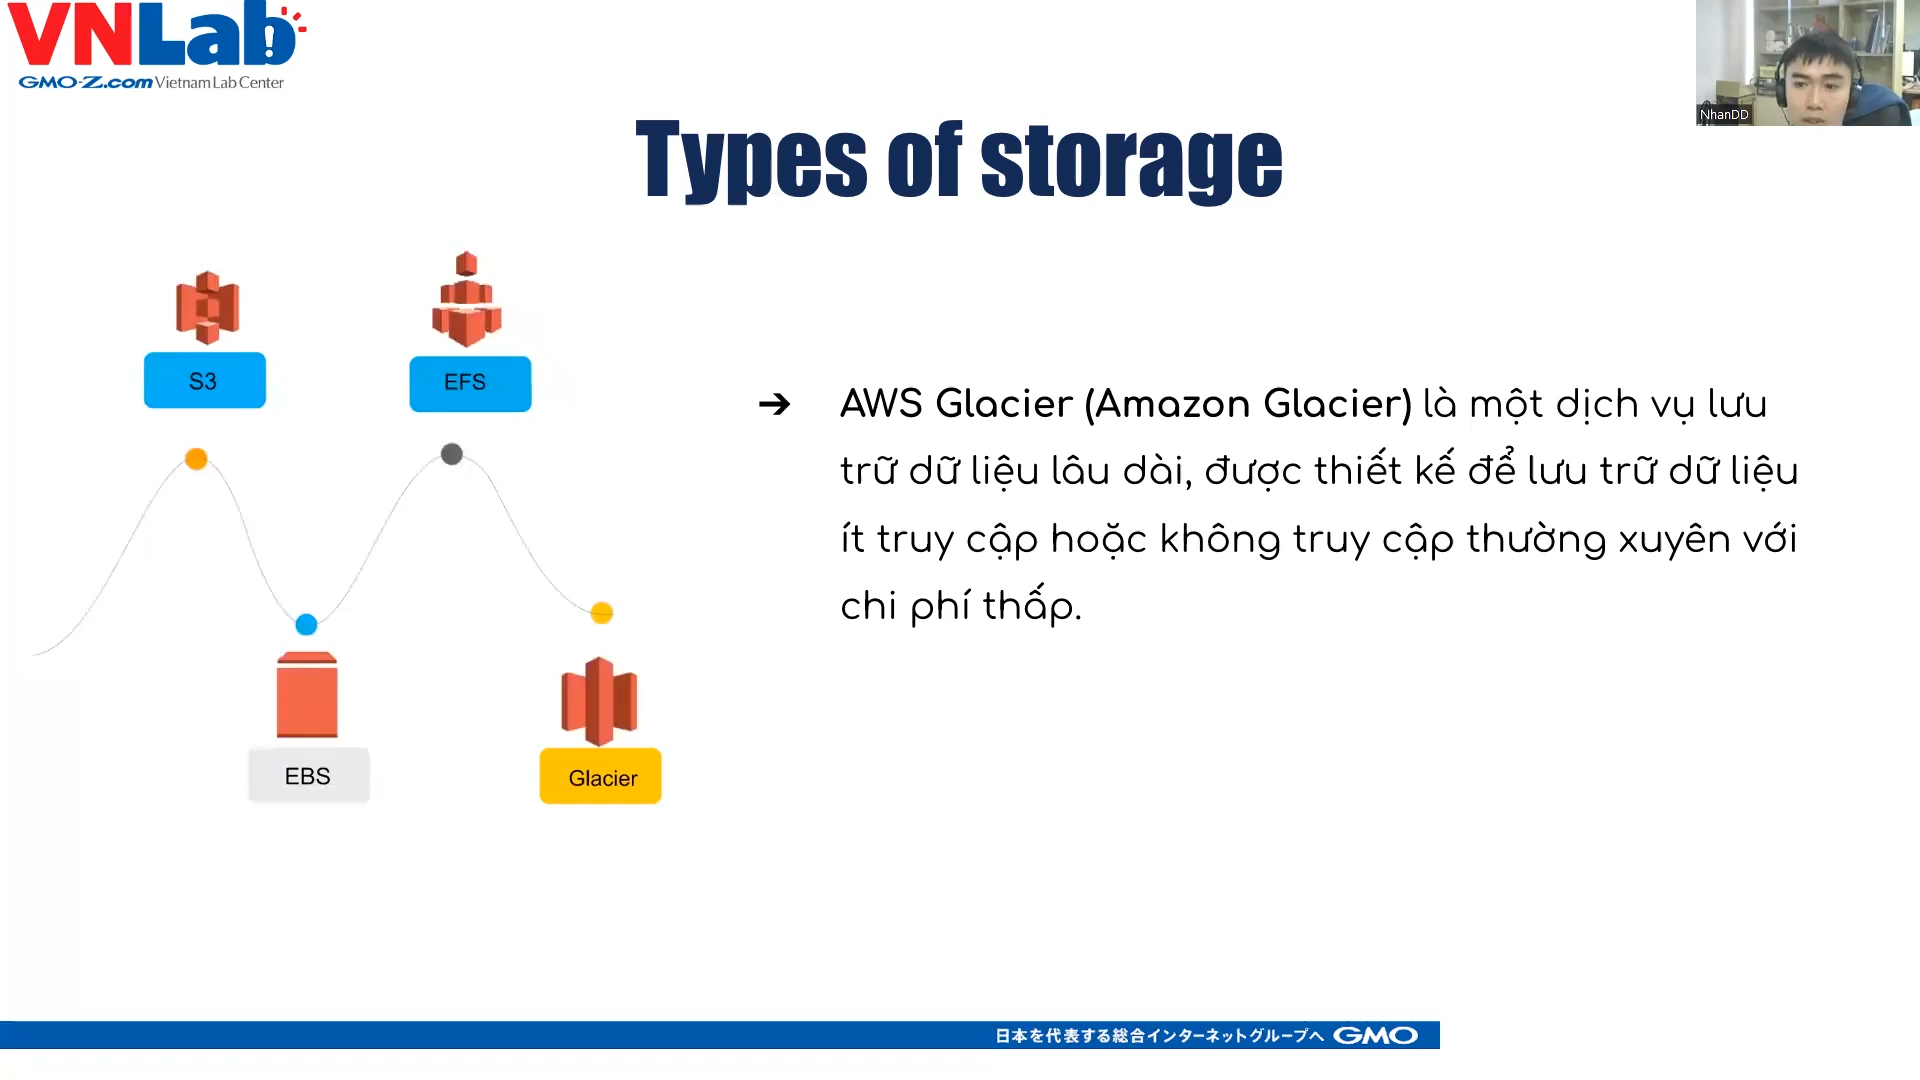 VNLab
GMO-Z.com Vietnam Lab Center
NhanDD
Types of storage
S3
EFS
EBS
Glacier
➔ AWS Glacier (Amazon Glacier) là một dịch vụ lưu
trữ dữ liệu lâu dài, được thiết kế để lưu trữ dữ liệu
ít truy cập hoặc không truy cập thường xuyên với
chi phí thấp.
日本を代表する総合インターネットグループへ GMO